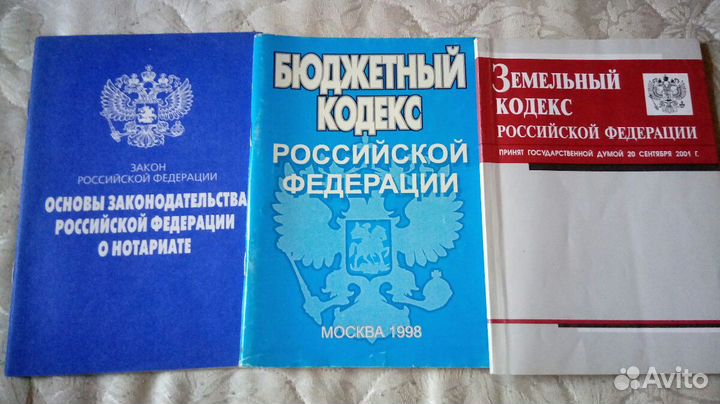 ЗАКОН
РОССИЙСКОЙ ФЕДЕРАЦИИ
ОСНОВЫ ЗАКОНОДАТЕЛЬСТВА
РОССИЙСКОЙ ФЕДЕРАЦИИ
О НОТАРИАТЕ
БЮДЖЕТНЫЙ
КОДЕКС
РОССИЙСКОЙ
ФЕДЕРАЦИИ
МОСКВА 1998
ЗЕМЕЛЬНЫЙ
КОДЕКС
РОССИЙСКОЙ ФЕДЕРАЦИИ
ПРИНЯТ ГОСУДАРСТВЕННОЙ ДУМОЙ 20 СЕНТЯБРЯ 2001 Г.
Avito